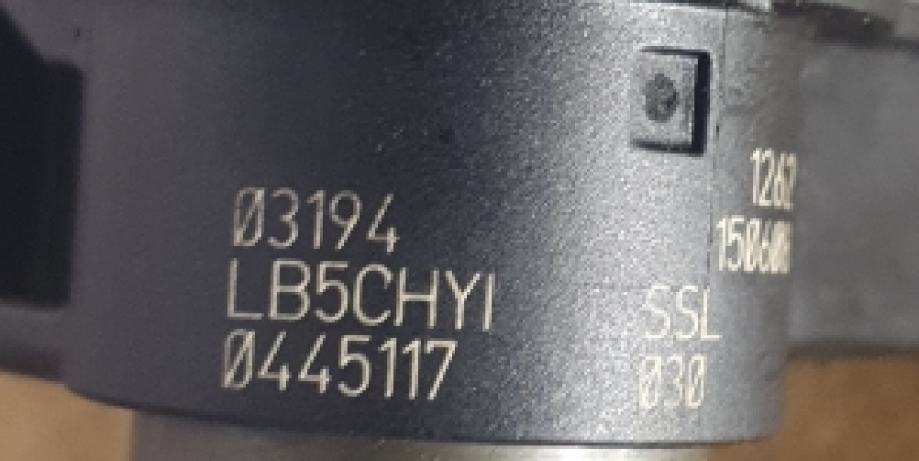 Ø3194
LB5CHYI
Ø445117
SSL
Ø3Ø
1262